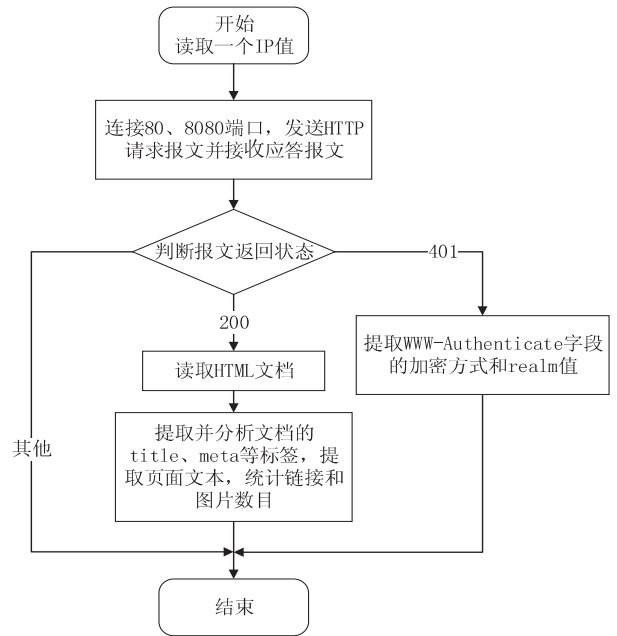 开始
读取一个IP值
连接80、8080端口，发送HTTP
请求报文并接收应答报文
判断报文返回状态
401
200
提取WWW-Authenticate字段
的加密方式和realm值
读取HTML文档
其他
提取并分析文档的
title、meta等标签，提
取页面文本，统计链接和
图片数目
结束